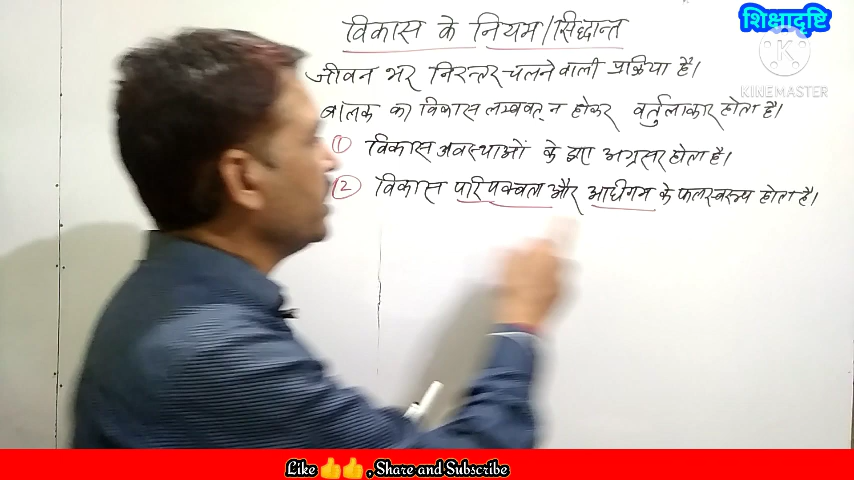 शिक्षादृष्टि
KINEMASTER
विकास के नियम/सिद्धान्त
जीवन भर निरन्तर चलने वाली प्रक्रिया है।
बालक का विकास लम्बवत् न होकर वर्तुलाकार होता है।
① विकास अवस्थाओं के द्वारा अग्रसर होता है।
② विकास परिपक्वता और अधिगम के फलस्वरूप होता है।
Like 👍👍 , Share and Subscribe